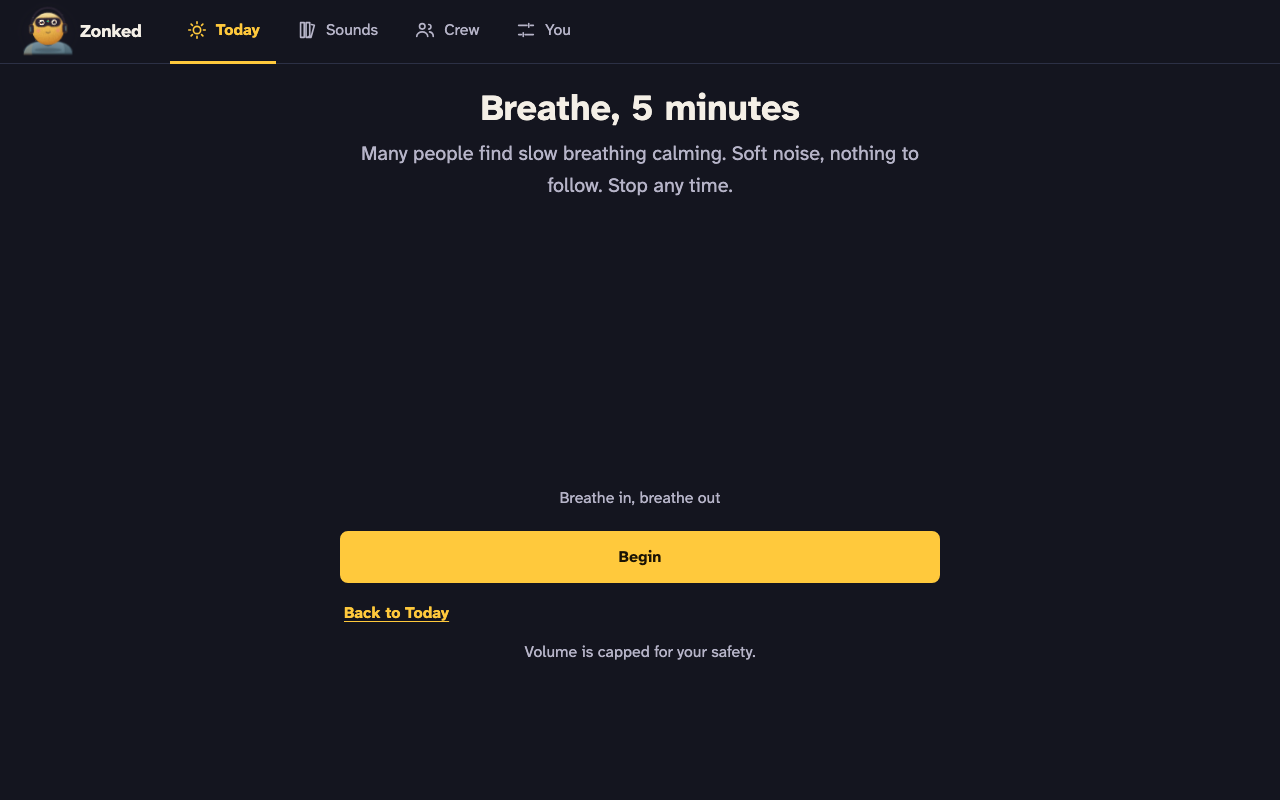 Zonked
Today
Sounds
Crew
You
Breathe, 5 minutes
Many people find slow breathing calming. Soft noise, nothing to
follow. Stop any time.
Breathe in, breathe out
Begin
Back to Today
Volume is capped for your safety.